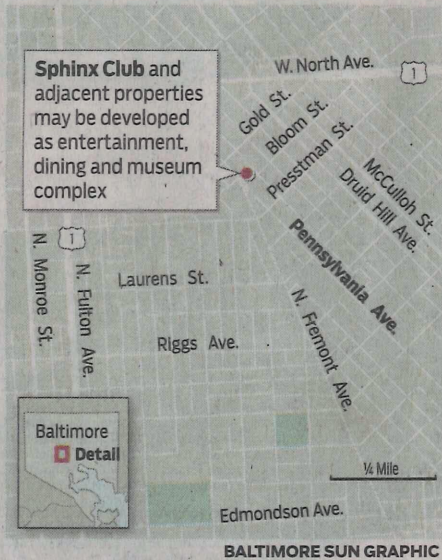 Sphinx Club and
adjacent properties
may be developed
as entertainment,
dining and museum
complex
W. North Ave.
1
Gold St.
Bloom St.
Presstman St.
McCulloh St.
Druid Hill Ave.
Pennsylvania Ave.
1
N. Monroe St.
N. Fulton Ave.
Laurens St.
Riggs Ave.
N. Fremont Ave.
Baltimore
Detail
¼ Mile
Edmondson Ave.
BALTIMORE SUN GRAPHIC